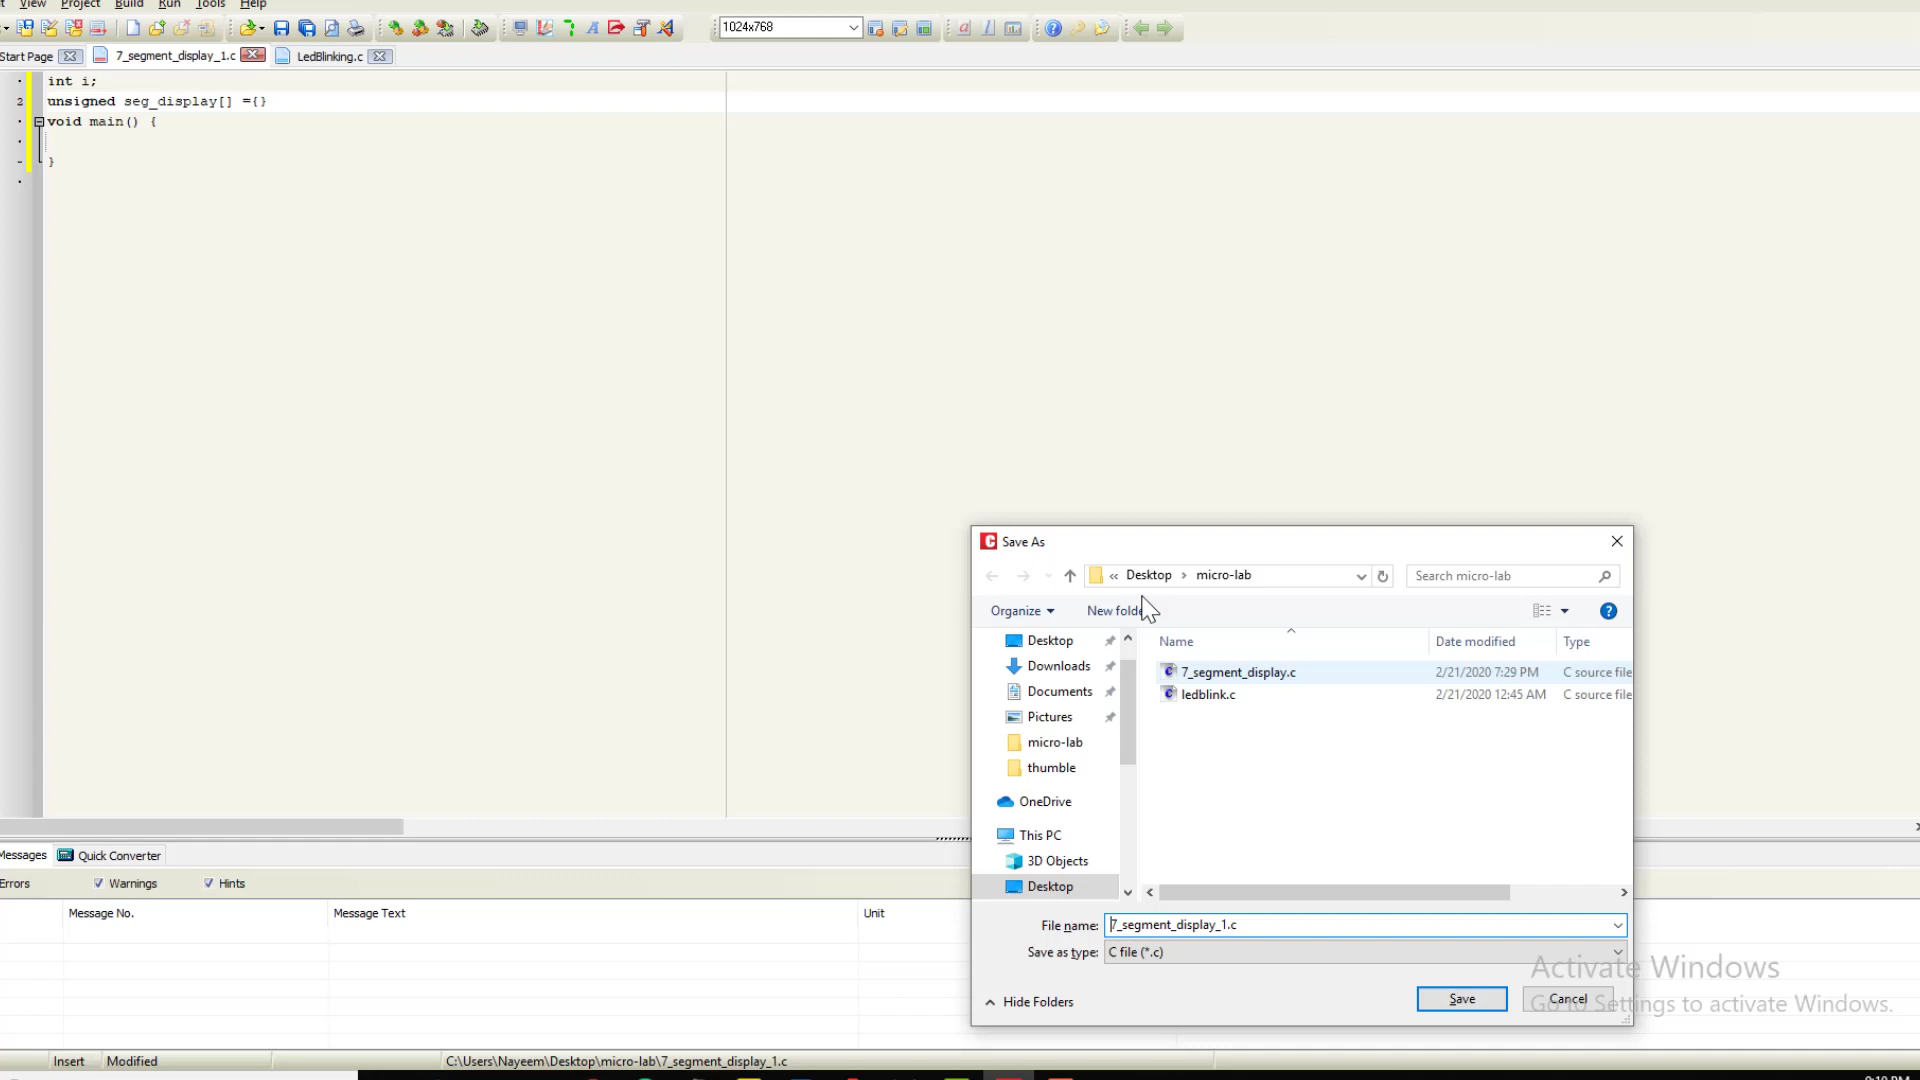 View Project Build Run Tools Help
1024x768
Start Page 7_segment_display_1.c LedBlinking.c
int i;
2 unsigned seg_display[] ={}
void main() {
}
Save As
« Desktop › micro-lab
Search micro-lab
Organize New folde
Name Date modified Type
Desktop
Downloads
Documents
Pictures
micro-lab
thumble
OneDrive
This PC
3D Objects
Desktop
7_segment_display.c 2/21/2020 7:29 PM C source file
ledblink.c 2/21/2020 12:45 AM C source file
File name: 7_segment_display_1.c
Save as type: C file (*.c)
Hide Folders
Save Cancel
Messages Quick Converter
Errors Warnings Hints
Message No. Message Text Unit
Activate Windows
Go to Settings to activate Windows.
Insert Modified C:\Users\Nayeem\Desktop\micro-lab\7_segment_display_1.c